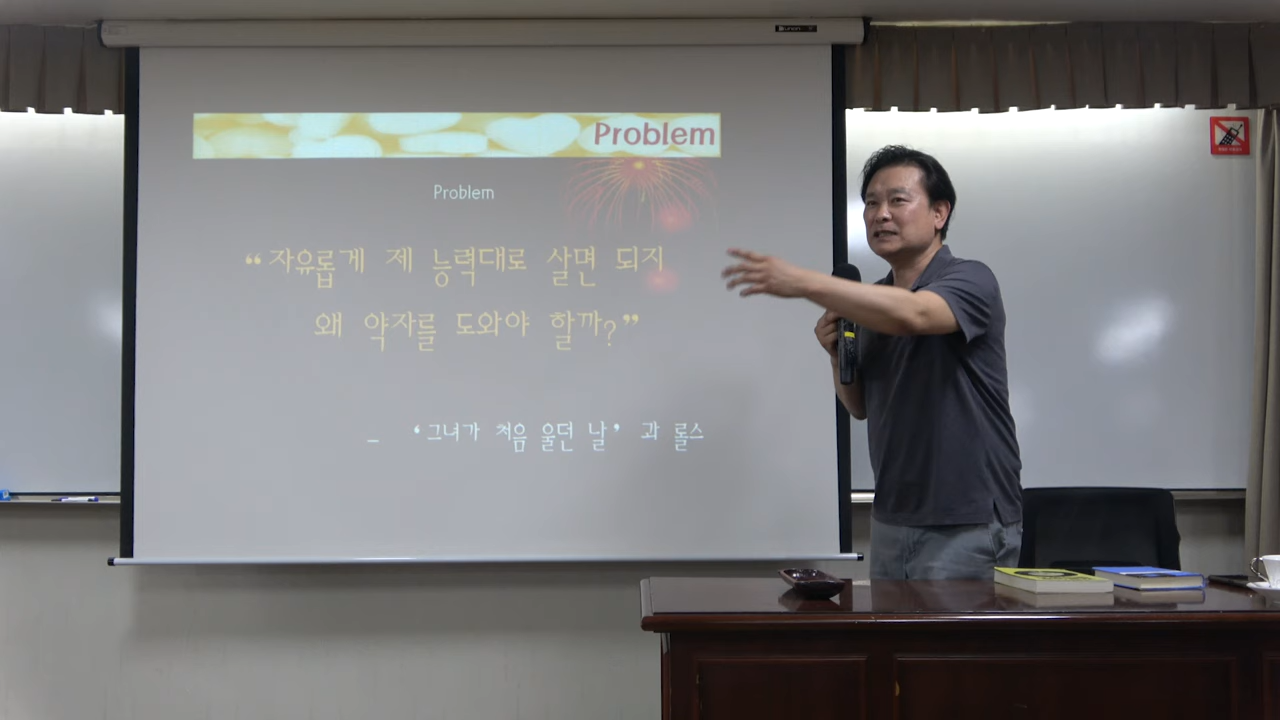 Problem
Problem
“자유롭게 제 능력대로 살면 되지
왜 약자를 도와야 할까?”
- ‘그녀가 처음 울던 날’ 과 롤스